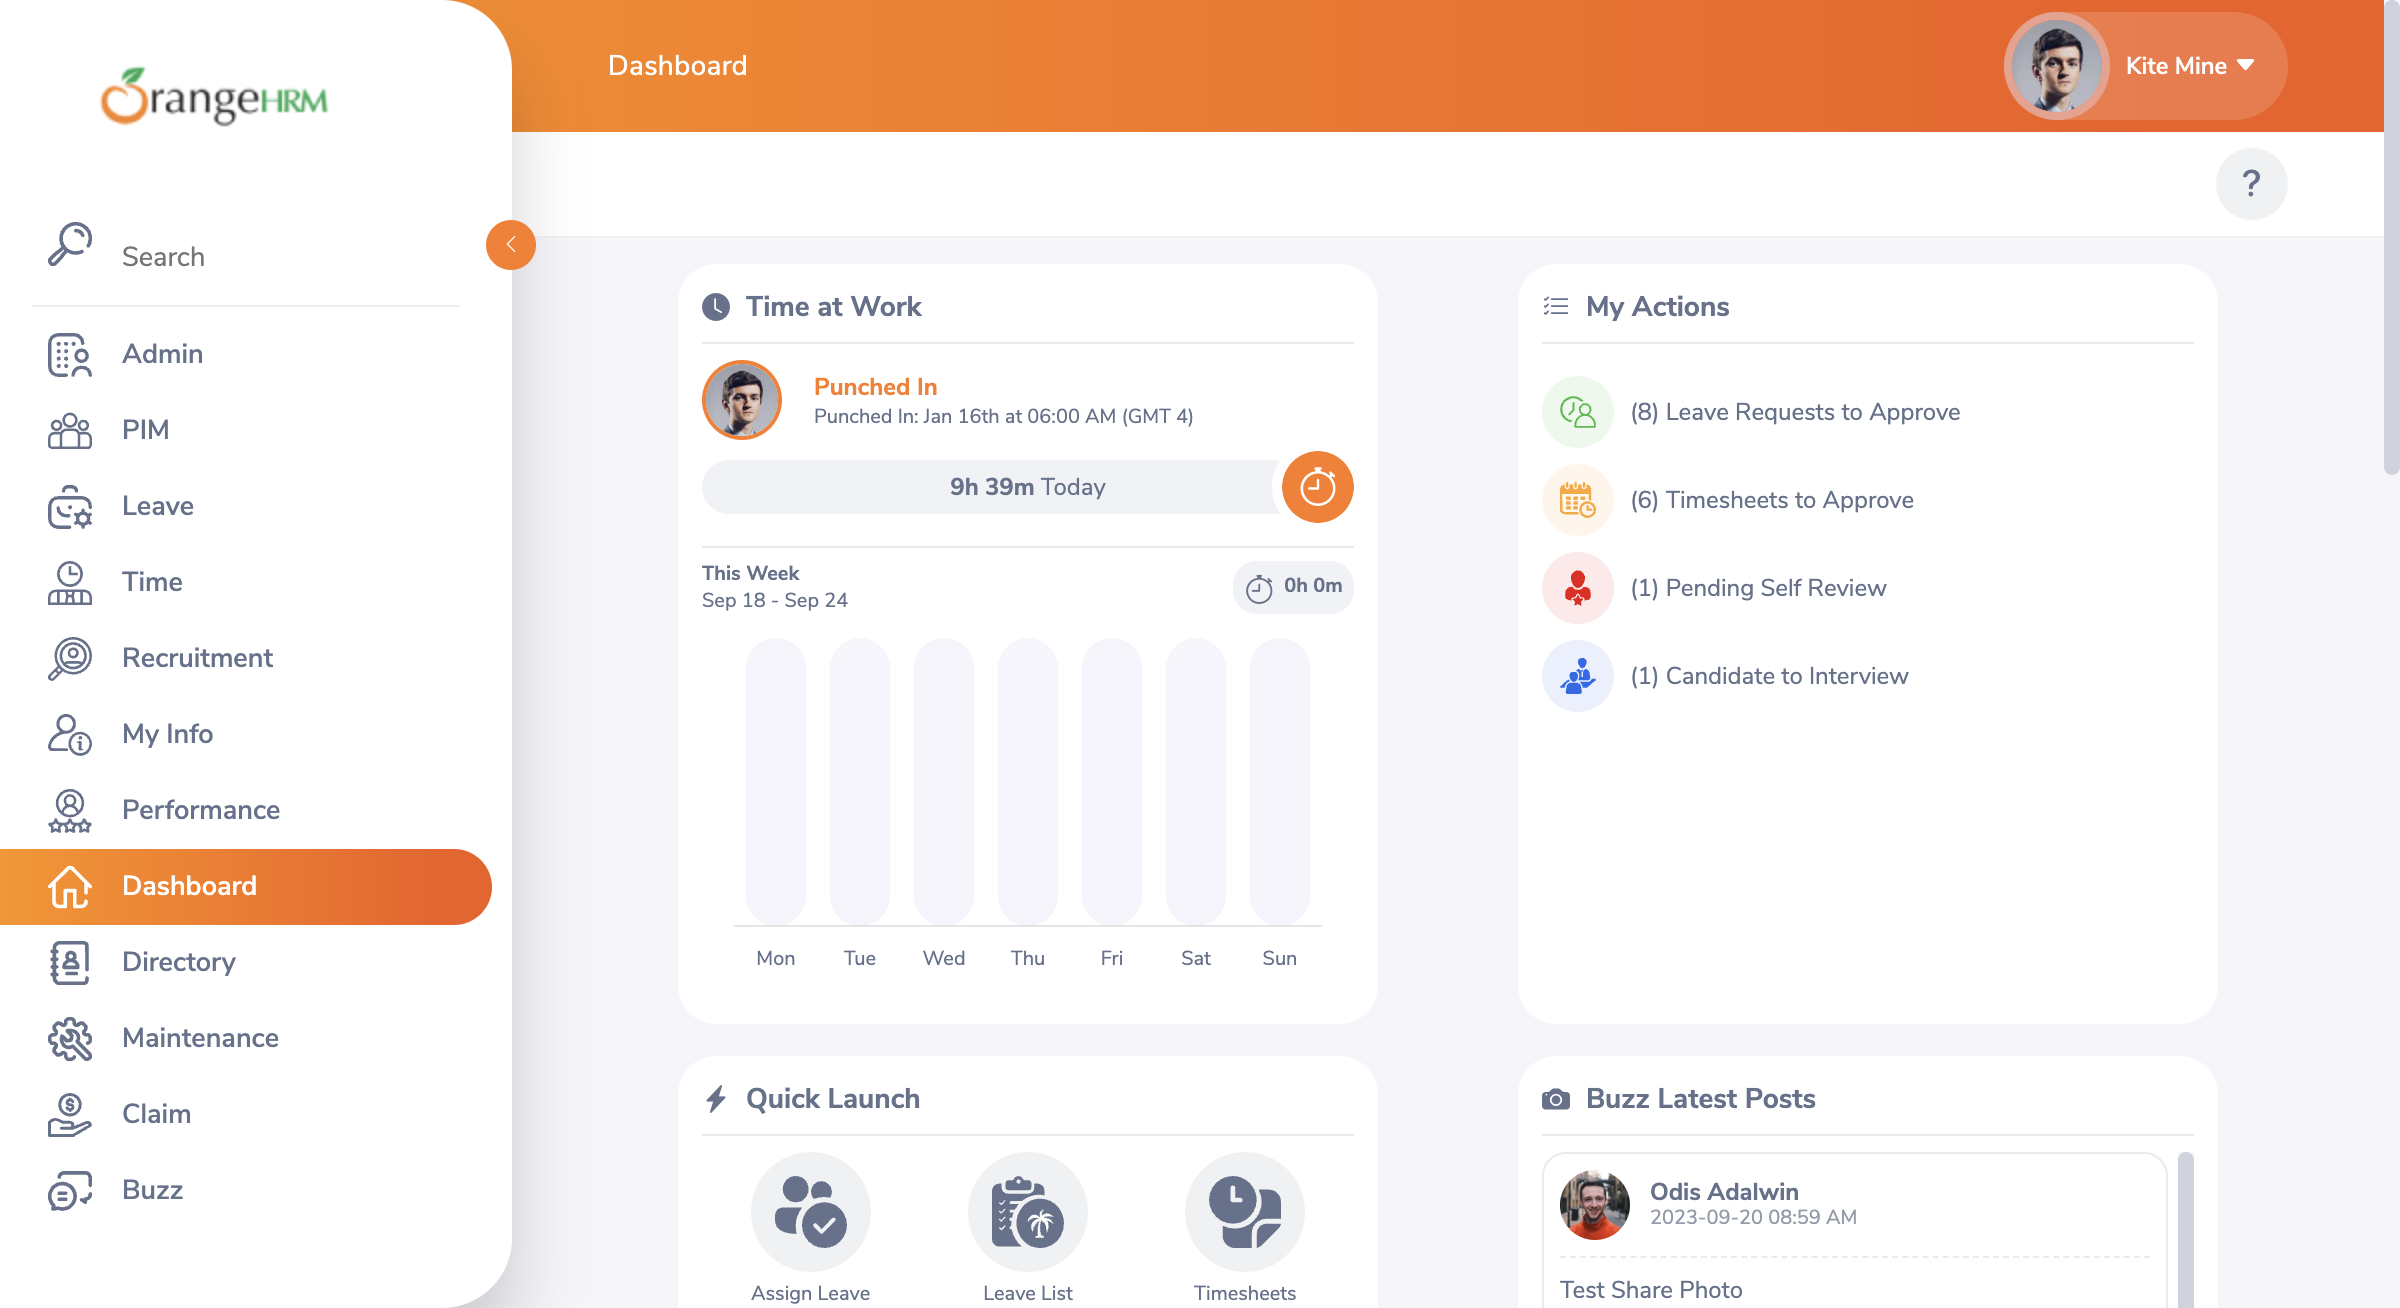 OrangeHRM
Search
Admin
PIM
Leave
Time
Recruitment
My Info
Performance
Dashboard
Directory
Maintenance
Claim
Buzz
Dashboard
Kite Mine
?
Time at Work
Punched In
Punched In: Jan 16th at 06:00 AM (GMT 4)
9h 39m Today
This Week
Sep 18 - Sep 24
0h 0m
Mon Tue Wed Thu Fri Sat Sun
My Actions
(8) Leave Requests to Approve
(6) Timesheets to Approve
(1) Pending Self Review
(1) Candidate to Interview
Quick Launch
Assign Leave
Leave List
Timesheets
Buzz Latest Posts
Odis Adalwin
2023-09-20 08:59 AM
Test Share Photo